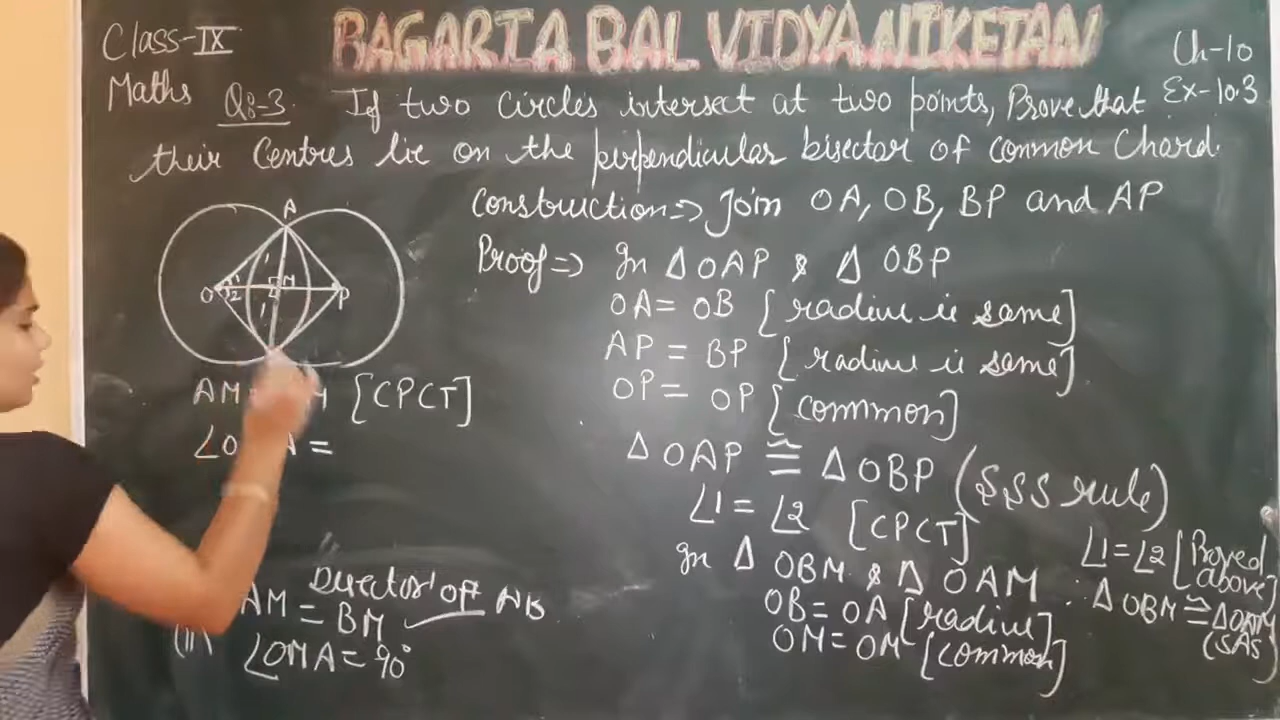 Class-IX
BAGARIA BAL VIDYA NIKETAN
Ch-10
Maths
Ex-10.3
Q:-3. If two circles intersect at two points, Prove that
their Centres lie on the perpendicular bisector of common Chord.
Construction⇒ Join OA, OB, BP and AP
Proof⇒ In Δ OAP & Δ OBP
OA = OB [radius is same]
AP = BP [radius is same]
OP = OP [common]
Δ OAP ≅ Δ OBP (SSS rule)
∠1 = ∠2 [CPCT]
In Δ OBM & Δ OAM
OB = OA [radius]
OM = OM [common]
∠1 = ∠2 [Proved above]
∴ Δ OBM ≅ Δ OAM
(SAS)
A
O
1
2
M
P
AM [CPCT]
=
bisector of AB
AM = BM
(ii) ∠OMA = 90°